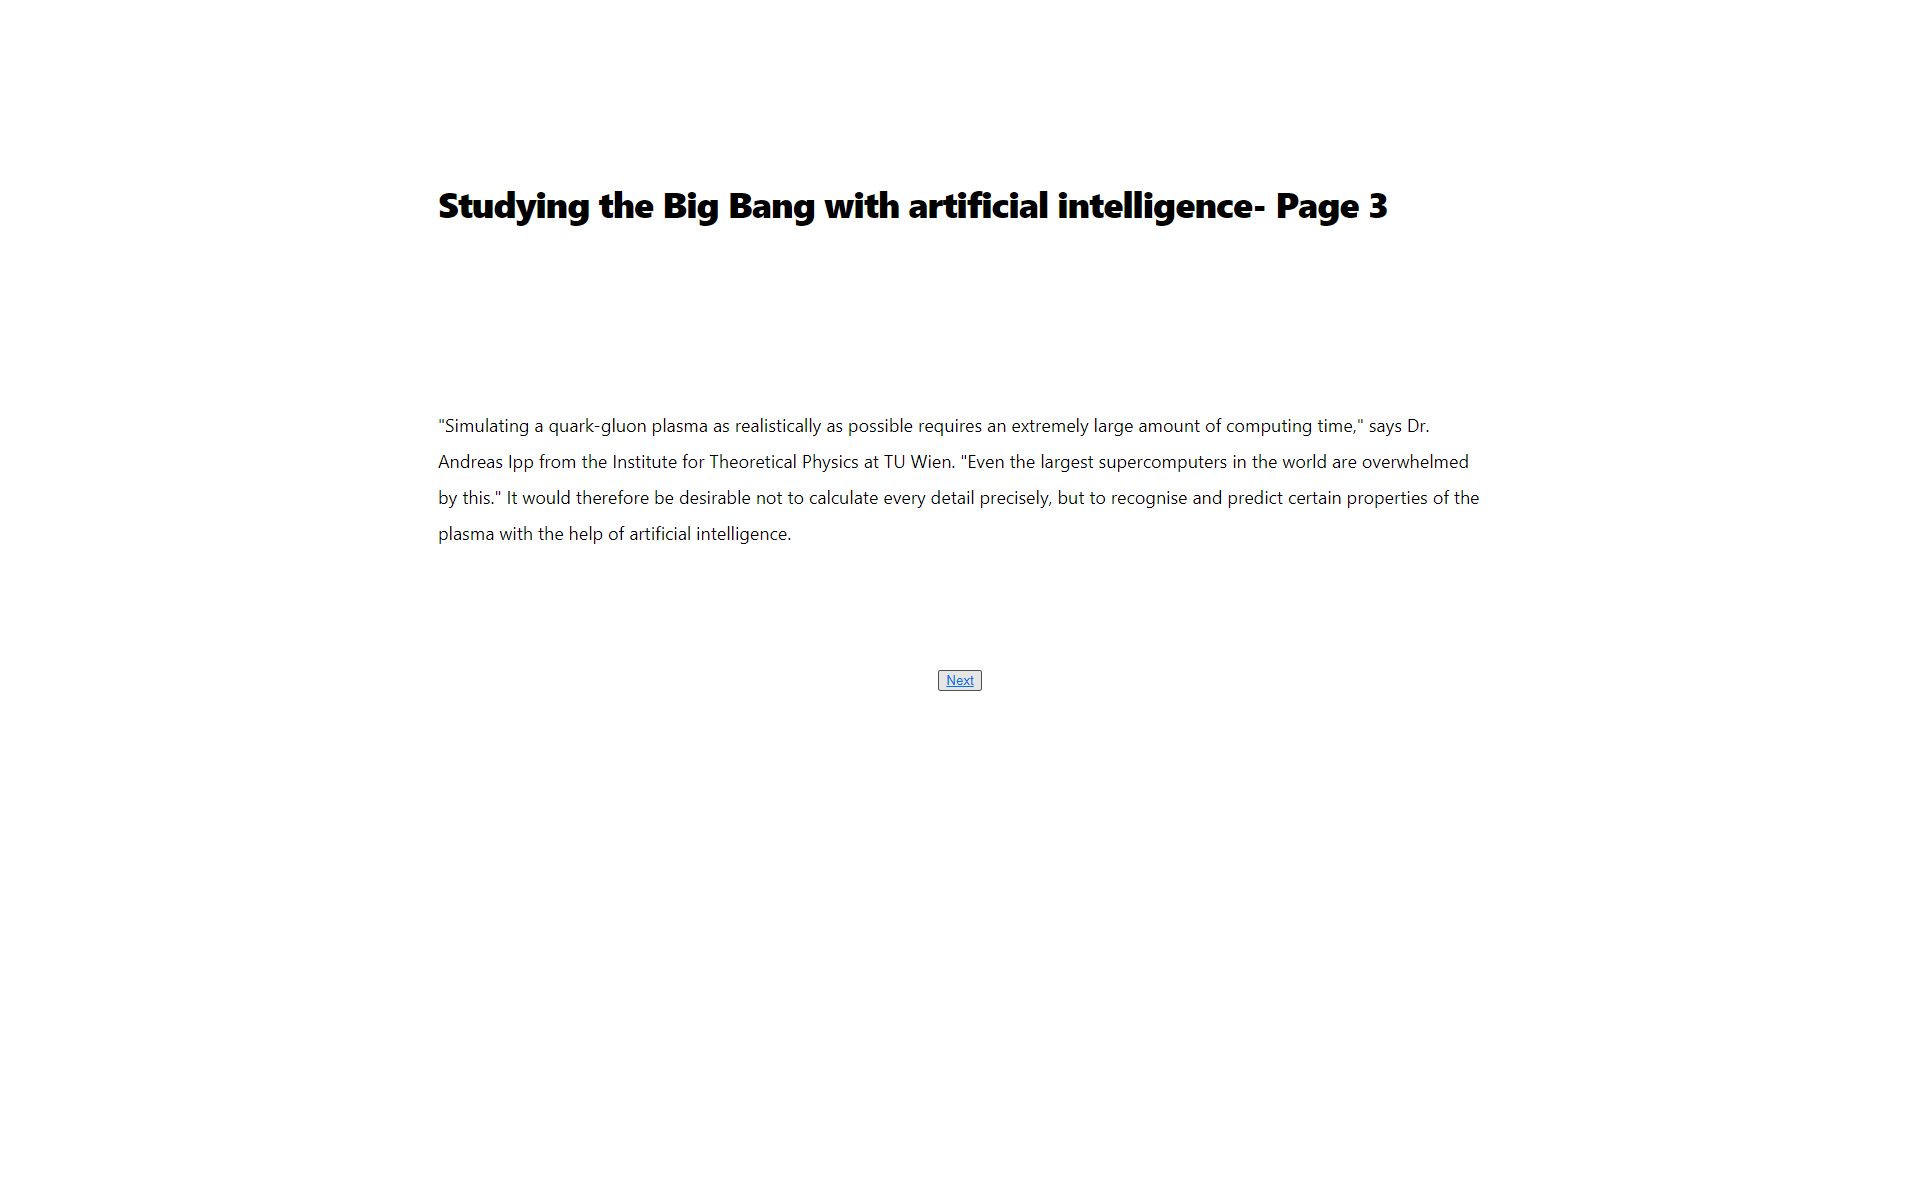 Studying the Big Bang with artificial intelligence- Page 3
"Simulating a quark-gluon plasma as realistically as possible requires an extremely large amount of computing time," says Dr.
Andreas Ipp from the Institute for Theoretical Physics at TU Wien. "Even the largest supercomputers in the world are overwhelmed
by this." It would therefore be desirable not to calculate every detail precisely, but to recognise and predict certain properties of the
plasma with the help of artificial intelligence.
Next